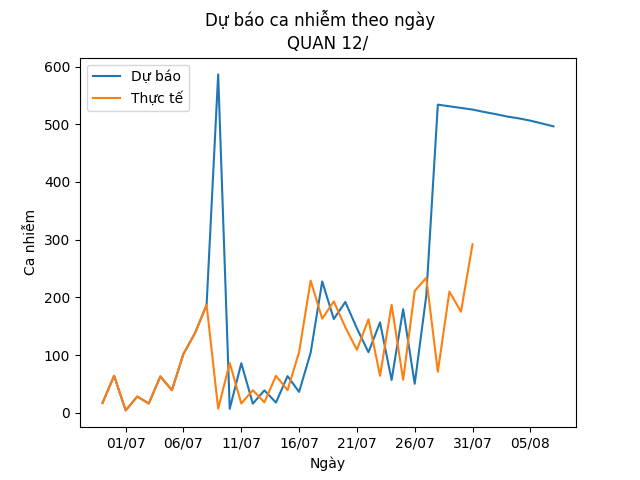 Dự báo ca nhiễm theo ngày
QUAN 12/
Dự báo
Thực tế
Ca nhiễm
600
500
400
300
200
100
0
01/07
06/07
11/07
16/07
21/07
26/07
31/07
05/08
Ngày